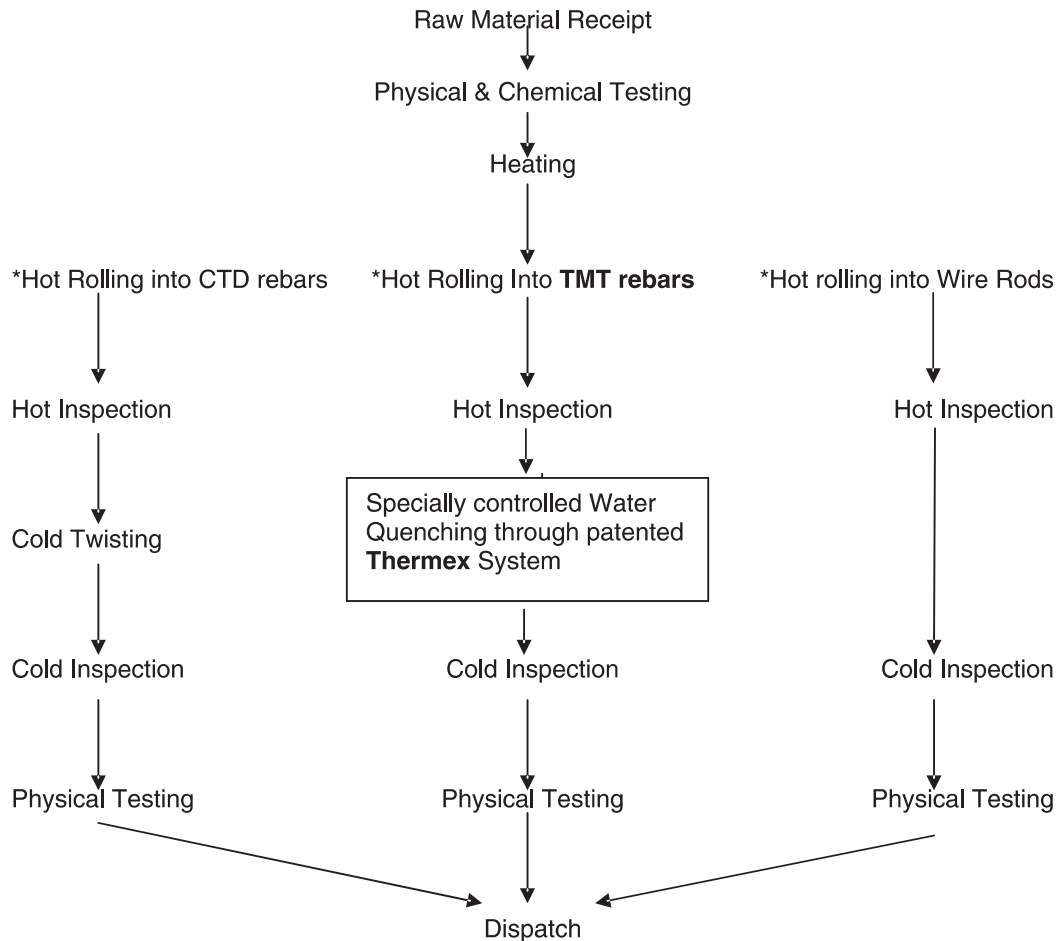 Raw Material Receipt
Physical & Chemical Testing
Heating
*Hot Rolling into CTD rebars
*Hot Rolling Into TMT rebars
*Hot rolling into Wire Rods
Hot Inspection
Hot Inspection
Hot Inspection
Specially controlled Water
Quenching through patented
Thermex System
Cold Twisting
Cold Inspection
Cold Inspection
Cold Inspection
Physical Testing
Physical Testing
Physical Testing
Dispatch